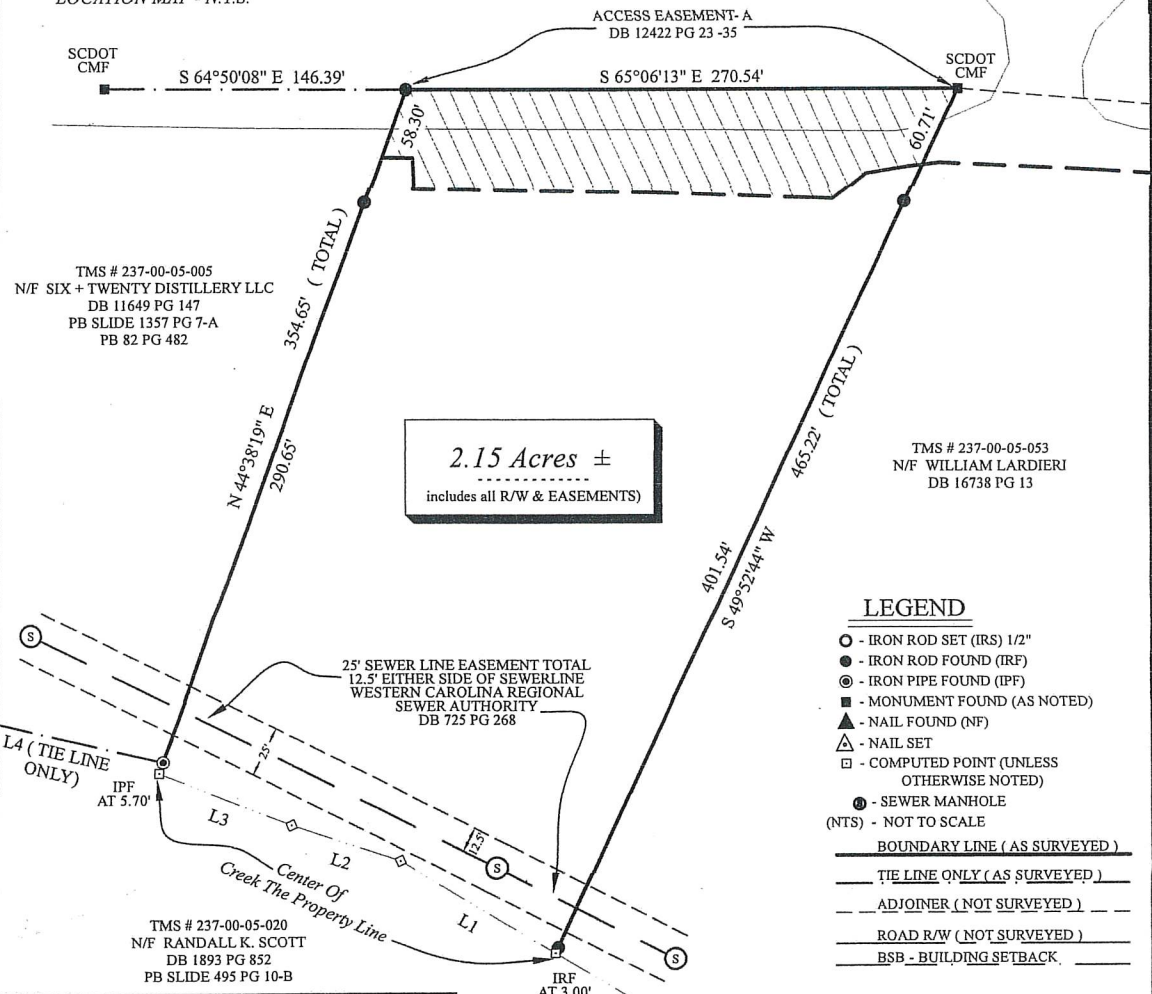 LOCATION MAP - N.T.S.
ACCESS EASEMENT- A
DB 12422 PG 23 -35
SCDOT
CMF
S 64°50'08" E 146.39'
S 65°06'13" E 270.54'
SCDOT
CMF
58.30'
60.71'
TMS # 237-00-05-005
N/F SIX + TWENTY DISTILLERY LLC
DB 11649 PG 147
PB SLIDE 1357 PG 7-A
PB 82 PG 482
354.65' ( TOTAL )
N 44°38'19" E
290.65'
2.15 Acres ±
includes all R/W & EASEMENTS)
465.22' ( TOTAL )
401.54'
S 49°52'44" W
TMS # 237-00-05-053
N/F WILLIAM LARDIERI
DB 16738 PG 13
LEGEND
- IRON ROD SET (IRS) 1/2"
- IRON ROD FOUND (IRF)
- IRON PIPE FOUND (IPF)
- MONUMENT FOUND (AS NOTED)
- NAIL FOUND (NF)
- NAIL SET
- COMPUTED POINT (UNLESS
OTHERWISE NOTED)
S - SEWER MANHOLE
(NTS) - NOT TO SCALE
BOUNDARY LINE ( AS SURVEYED )
TIE LINE ONLY ( AS SURVEYED )
ADJOINER ( NOT SURVEYED )
ROAD R/W ( NOT SURVEYED )
BSB - BUILDING SETBACK
S
25' SEWER LINE EASEMENT TOTAL
12.5' EITHER SIDE OF SEWERLINE
WESTERN CAROLINA REGIONAL
SEWER AUTHORITY
DB 725 PG 268
25'
12.5'
S
S
L4 ( TIE LINE
ONLY)
IPF
AT 5.70'
L3
L2
L1
Center Of
Creek The Property Line
TMS # 237-00-05-020
N/F RANDALL K. SCOTT
DB 1893 PG 852
PB SLIDE 495 PG 10-B
IRF
AT 3.00'